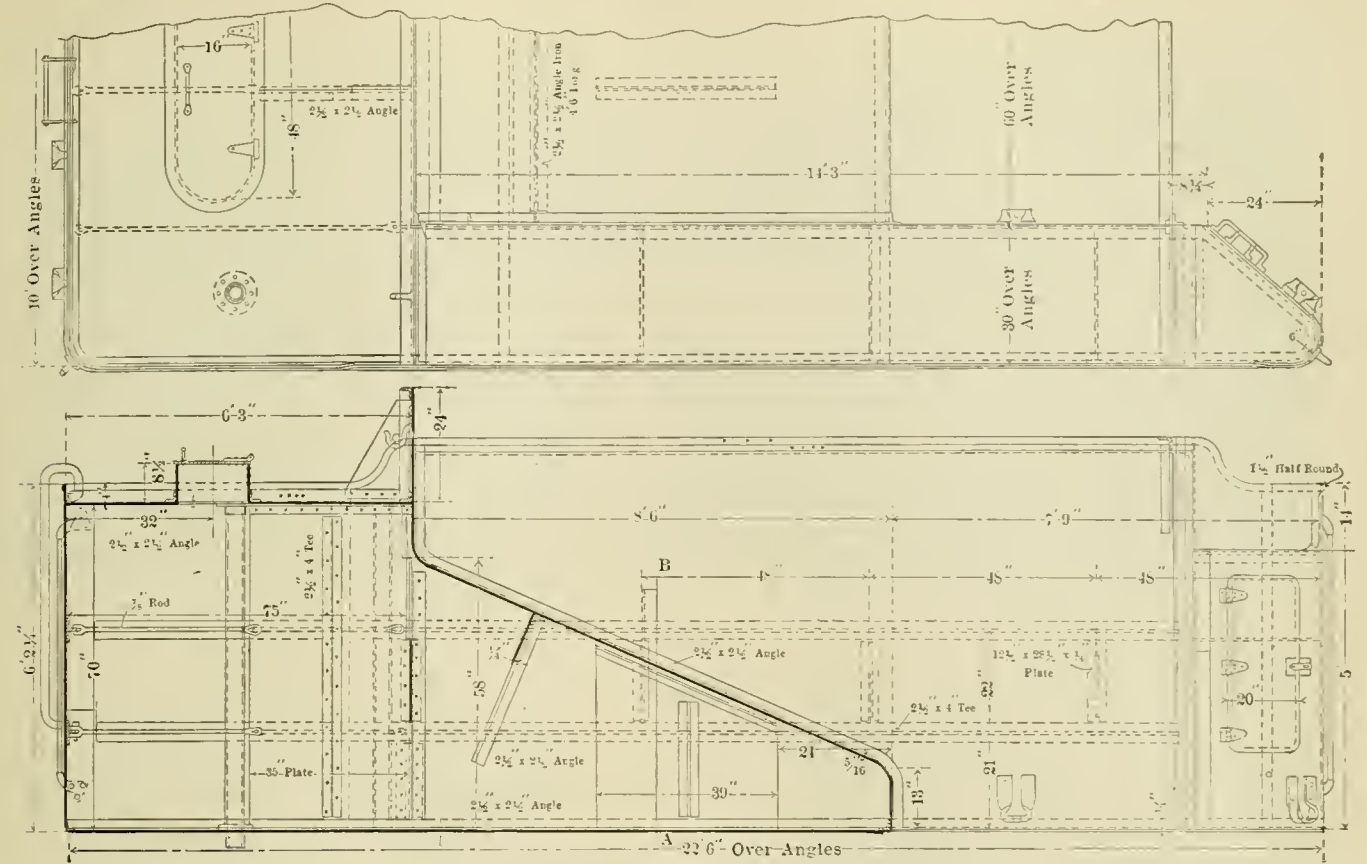 16"
48"
2½" x 2½" Angle
2½" x 2½" Angle Iron
4'6" long
60" Over
Angles
14'3"
24"
10' Over Angles
30" Over
Angles
6'3"
24"
8½"
1½" Half Round
14"
32"
2½" x 2½" Angle
2½" x 4 Tee
8'6"
7'9"
B
48"
48"
48"
⅞" Rod
75"
6'2¼"
70"
58"
2½" x 2½" Angle
12½" x 28½" x ¼"
Plate
22"
20"
5
2½" x 4" Tee
21
5/16
35" Plate
2½" x 2½" Angle
39"
13"
21"
2½" x 2½" Angle
A
22'6" Over Angles